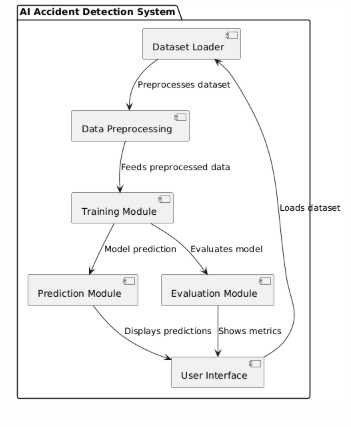 AI Accident Detection System
Dataset Loader
Preprocesses dataset
Data Preprocessing
Feeds preprocessed data
Training Module
Loads dataset
Model prediction
Evaluates model
Prediction Module
Evaluation Module
Displays predictions
Shows metrics
User Interface